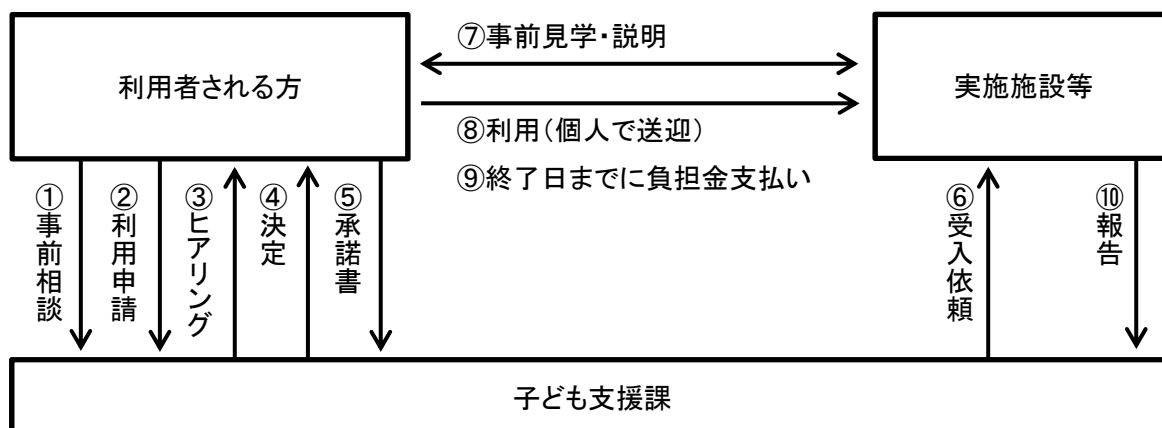 ⑦事前見学・説明
利用者される方
実施施設等
⑧利用(個人で送迎)
⑨終了日までに負担金支払い
①事前相談
②利用申請
③ヒアリング
④決定
⑤承諾書
⑥受入依頼
⑩報告
子ども支援課